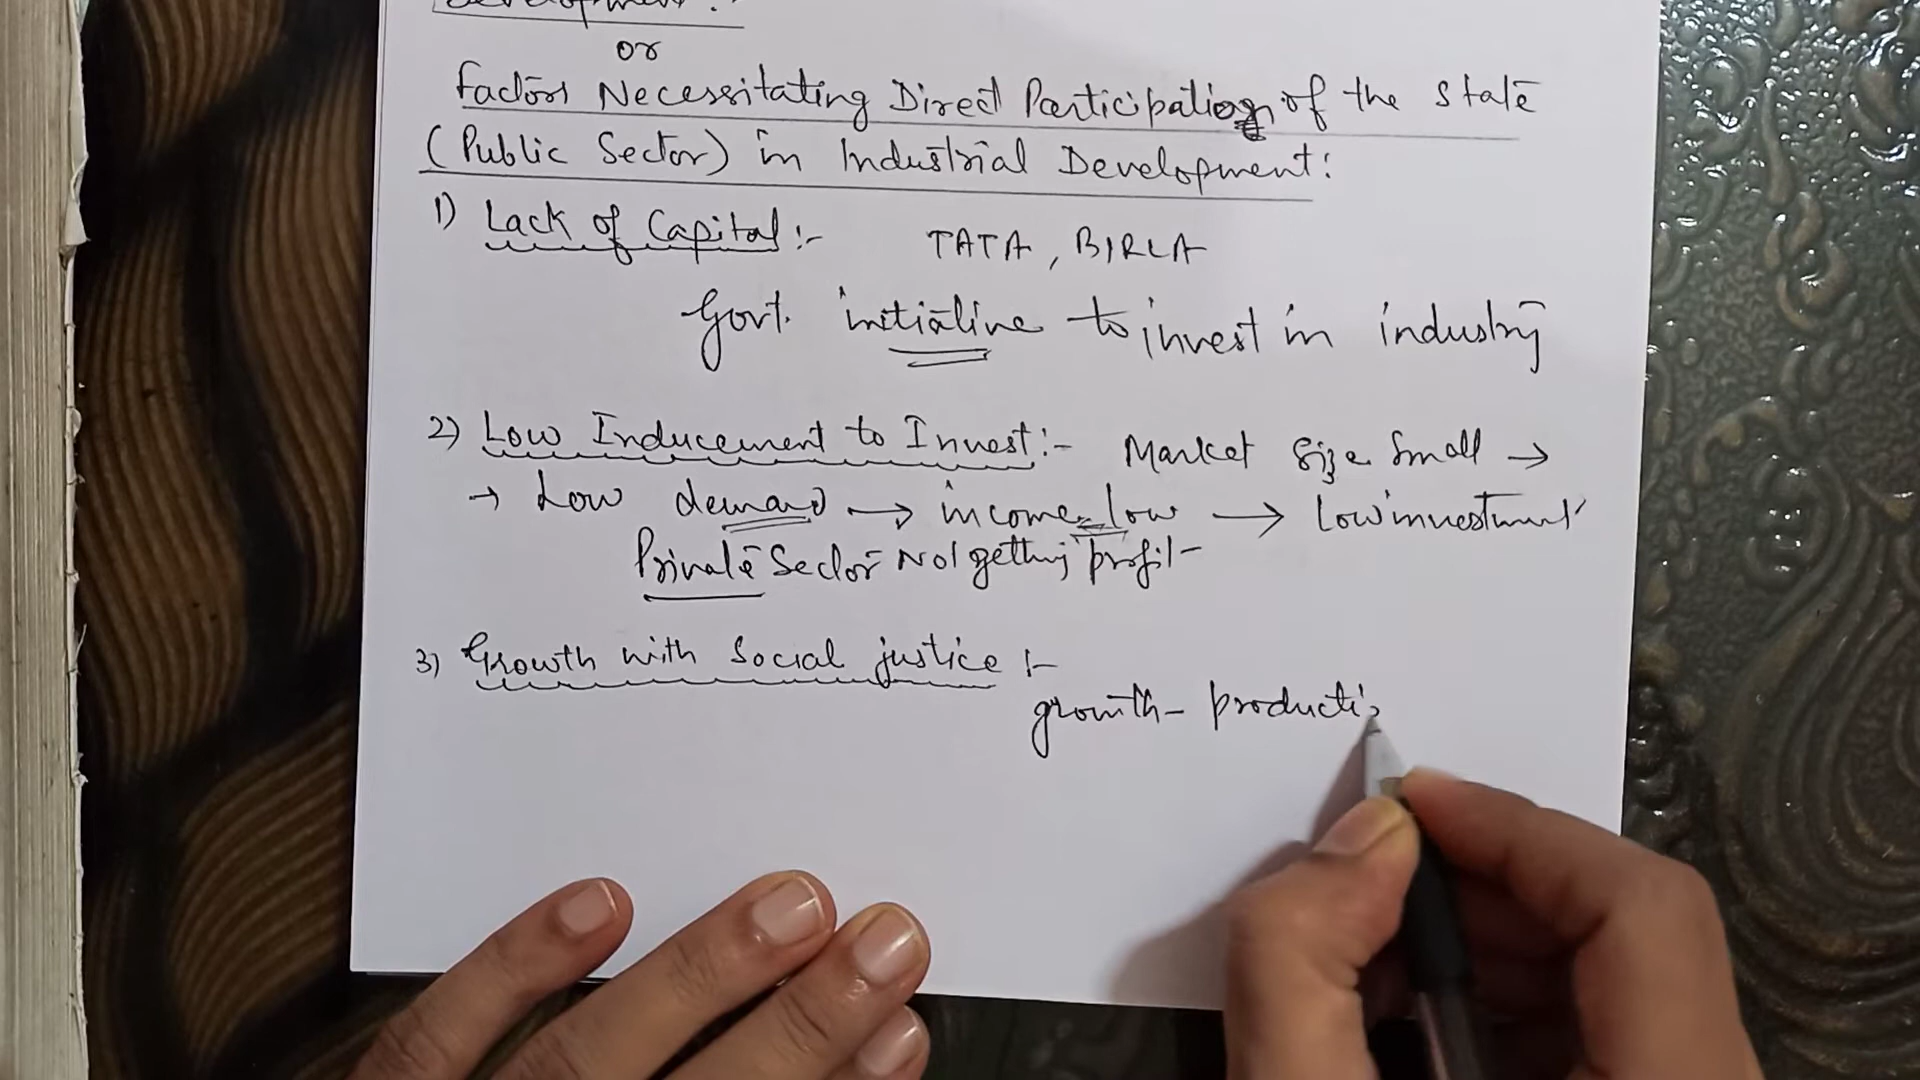 Development:
or
Factors Necessitating Direct Participation of the State
(Public Sector) in Industrial Development:
1) Lack of Capital:- TATA, BIRLA
Govt. initiative to invest in industry
2) Low Inducement to Invest:- Market Size Small →
→ Low demand → income low → Low investment
Private Sector Not getting profit-
3) Growth with Social justice :-
growth- producti